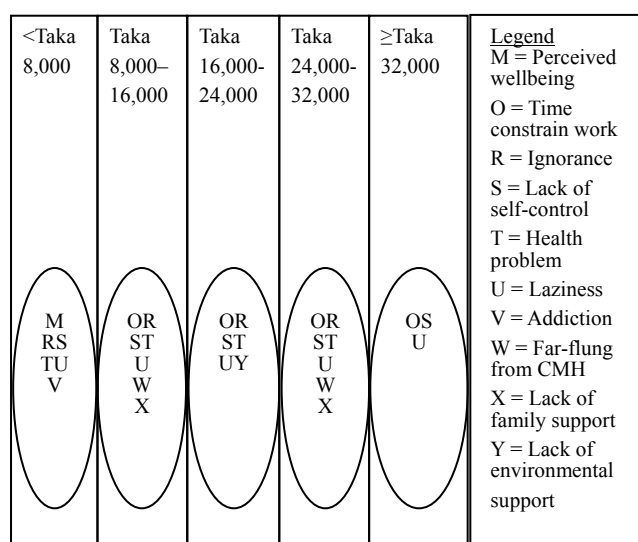 <Taka
8,000
Taka
8,000–
16,000
Taka
16,000-
24,000
Taka
24,000-
32,000
≥Taka
32,000
M
RS
TU
V
OR
ST
U
W
X
OR
ST
UY
OR
ST
U
W
X
OS
U
Legend
M = Perceived
wellbeing
O = Time
constrain work
R = Ignorance
S = Lack of
self-control
T = Health
problem
U = Laziness
V = Addiction
W = Far-flung
from CMH
X = Lack of
family support
Y = Lack of
environmental
support